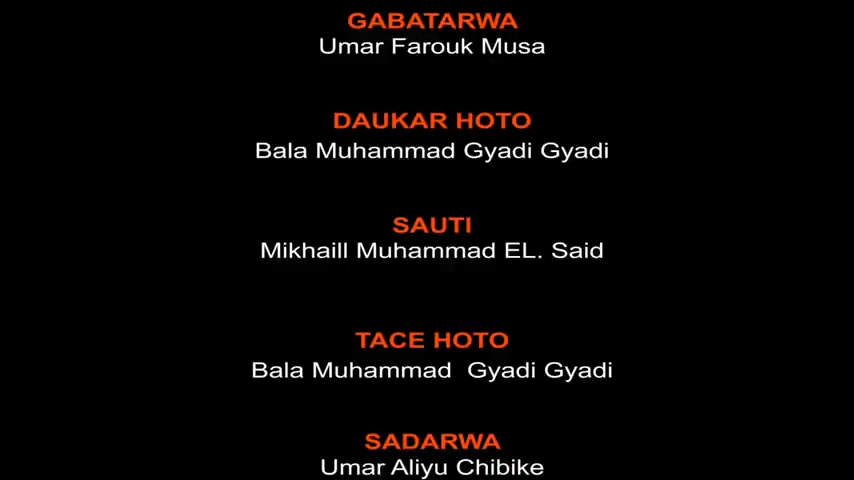 GABATARWA
Umar Farouk Musa
DAUKAR HOTO
Bala Muhammad Gyadi Gyadi
SAUTI
Mikhaill Muhammad EL. Said
TACE HOTO
Bala Muhammad  Gyadi Gyadi
SADARWA
Umar Aliyu Chibike